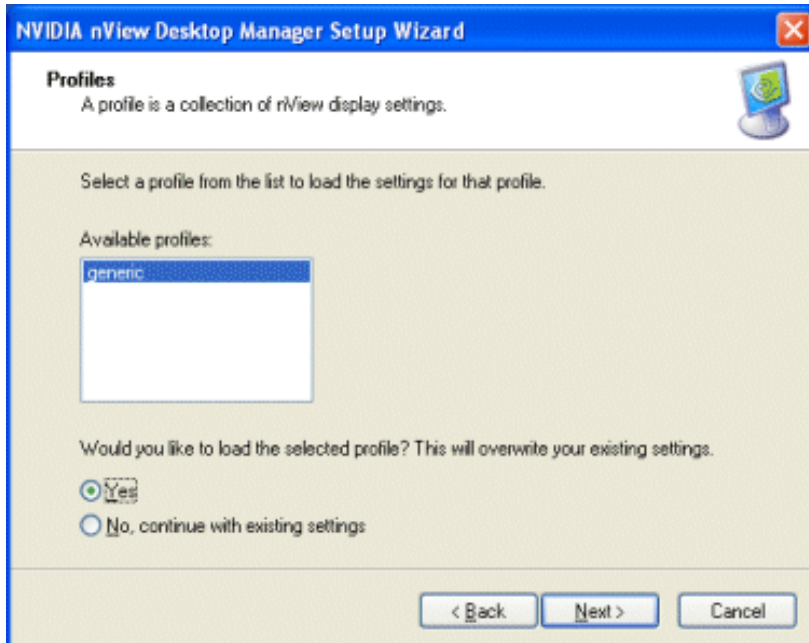 NVIDIA nView Desktop Manager Setup Wizard
Profiles
A profile is a collection of nView display settings.
Select a profile from the list to load the settings for that profile.
Available profiles:
generic
Would you like to load the selected profile? This will overwrite your existing settings.
Yes
No, continue with existing settings
< Back
Next >
Cancel